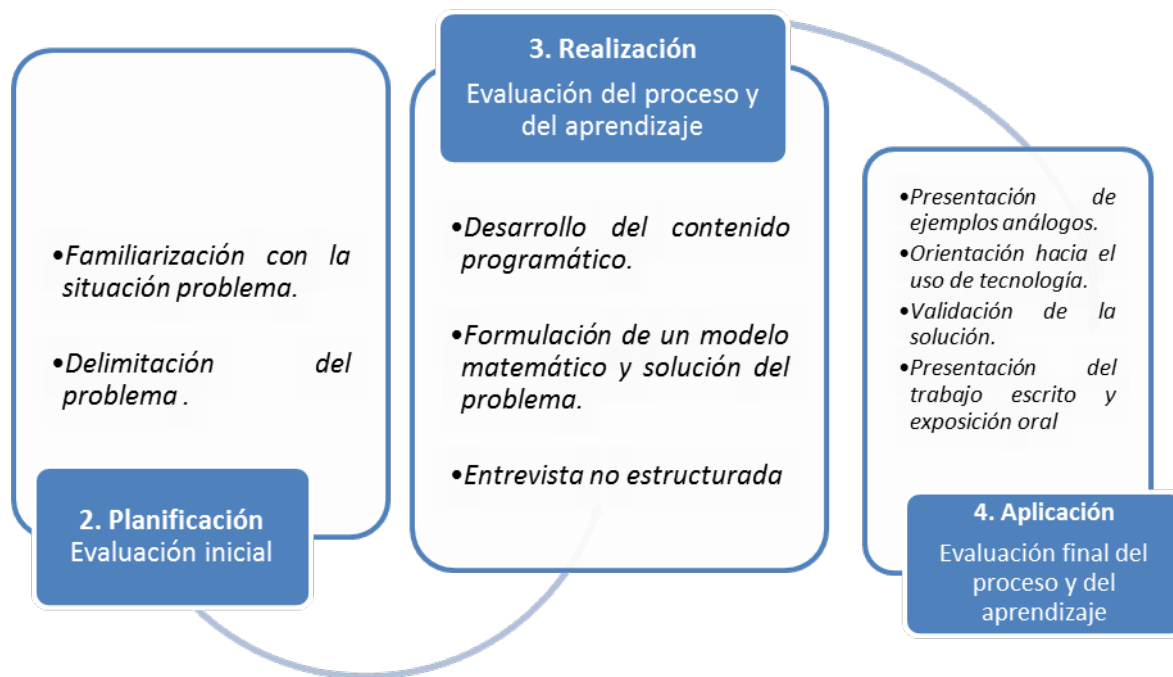 •Familiarización con la
situación problema.
•Delimitación del
problema .
2. Planificación
Evaluación inicial
3. Realización
Evaluación del proceso y
del aprendizaje
•Desarrollo del contenido
programático.
•Formulación de un modelo
matemático y solución del
problema.
•Entrevista no estructurada
•Presentación de
ejemplos análogos.
•Orientación hacia el
uso de tecnología.
•Validación de la
solución.
•Presentación del
trabajo escrito y
exposición oral
4. Aplicación
Evaluación final del
proceso y del
aprendizaje